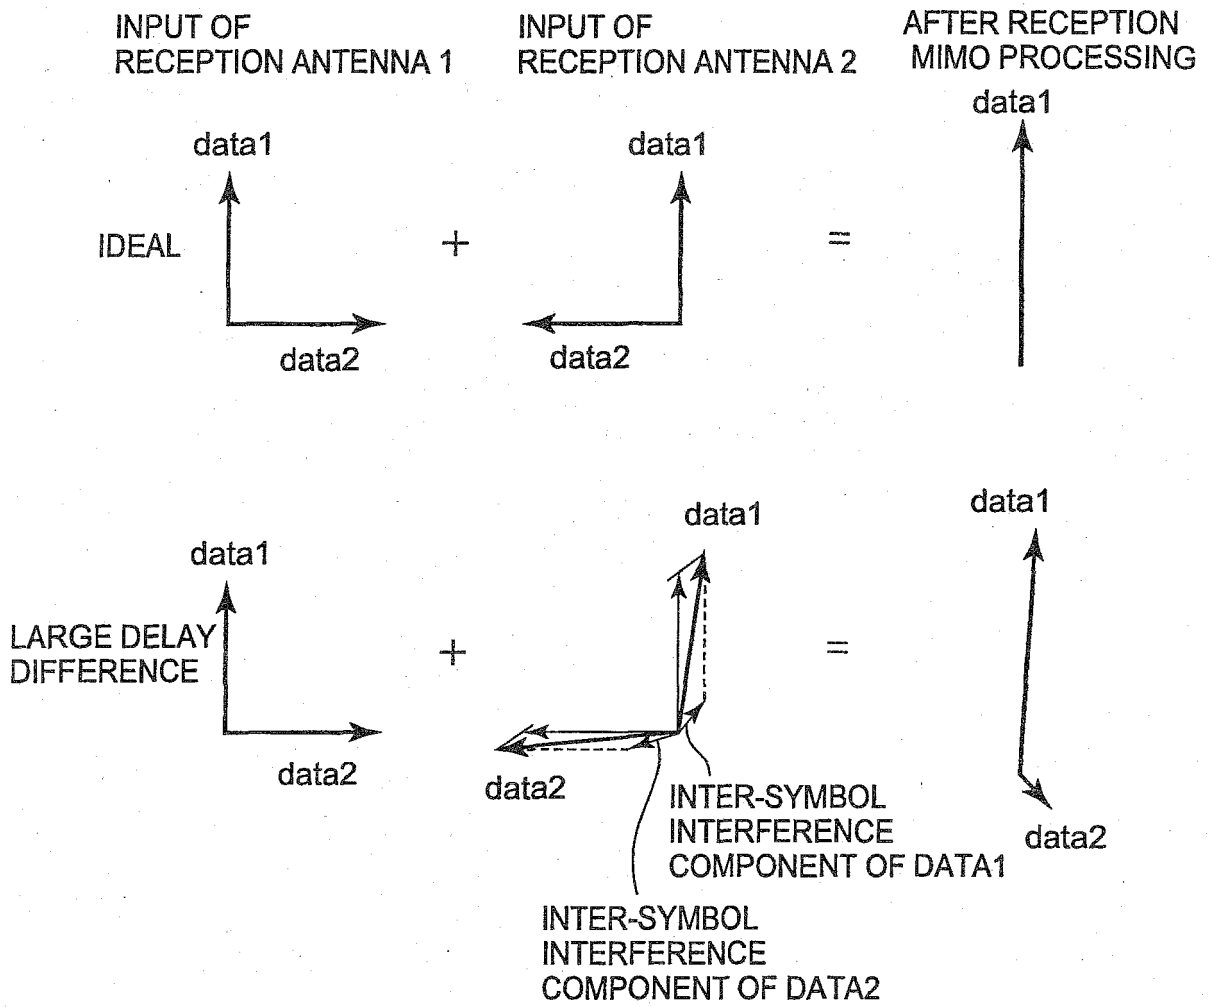 INPUT OF
RECEPTION ANTENNA 1
INPUT OF
RECEPTION ANTENNA 2
AFTER RECEPTION
MIMO PROCESSING
data1
data1
data1
IDEAL
+
=
data2
data2
data1
data1
data1
LARGE DELAY
DIFFERENCE
+
=
data2
data2
INTER-SYMBOL
INTERFERENCE
COMPONENT OF DATA1
data2
INTER-SYMBOL
INTERFERENCE
COMPONENT OF DATA2